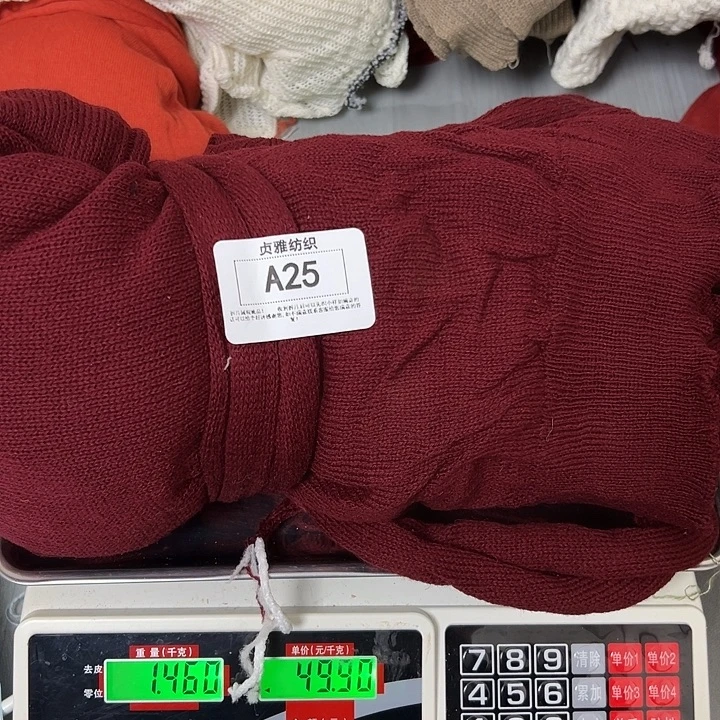 贞雅纺织
A25
重量(千克)
单价(元/千克)
去皮
零位
1.460
49.90
7 8 9 清除 单价1 单价2
4 5 6 累加 单价3 单价4